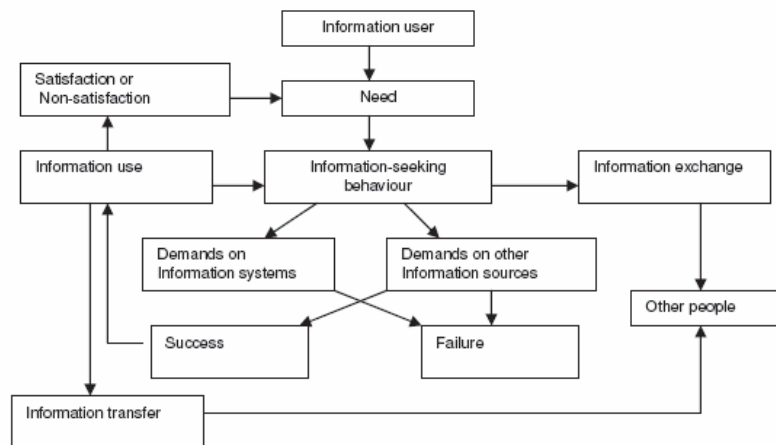 Information user
Satisfaction or
Non-satisfaction
Need
Information use
Information-seeking
behaviour
Information exchange
Demands on
Information systems
Demands on other
Information sources
Other people
Success
Failure
Information transfer